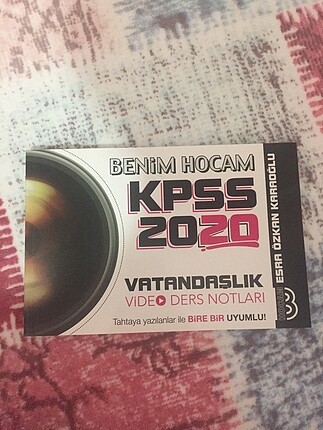 BENİM HOCAM
KPSS
2020
VATANDAŞLIK
VİDEO DERS NOTLARI
Tahtaya yazılanlar ile BİRE BİR UYUMLU!
ESRA ÖZKAN KARAOĞLU